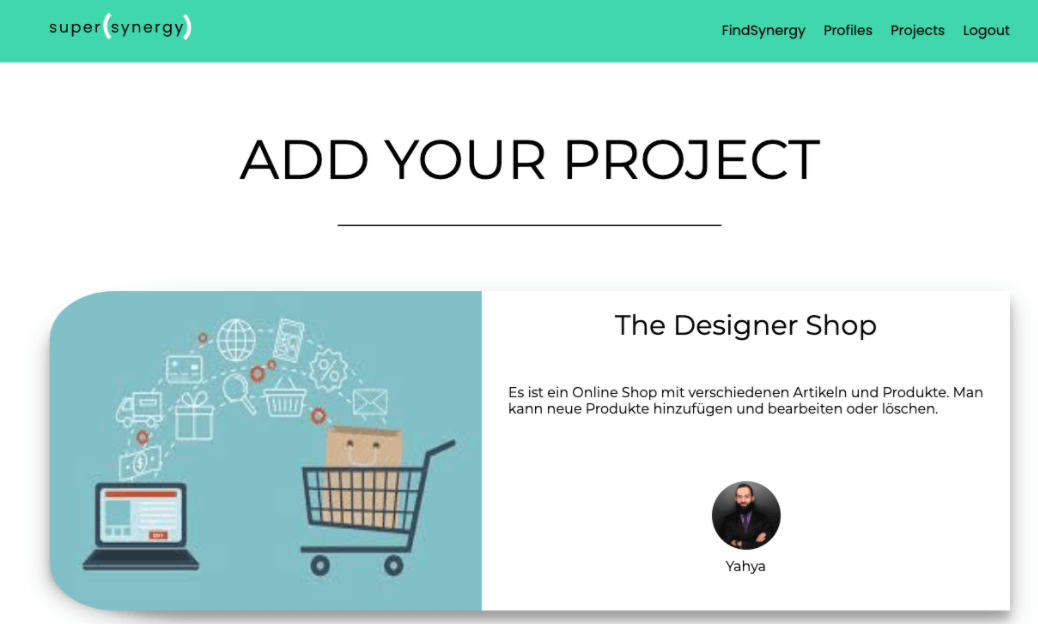 super(synergy)
FindSynergy Profiles Projects Logout
ADD YOUR PROJECT
The Designer Shop
Es ist ein Online Shop mit verschiedenen Artikeln und Produkte. Man
kann neue Produkte hinzufügen und bearbeiten oder löschen.
BUY
Yahya